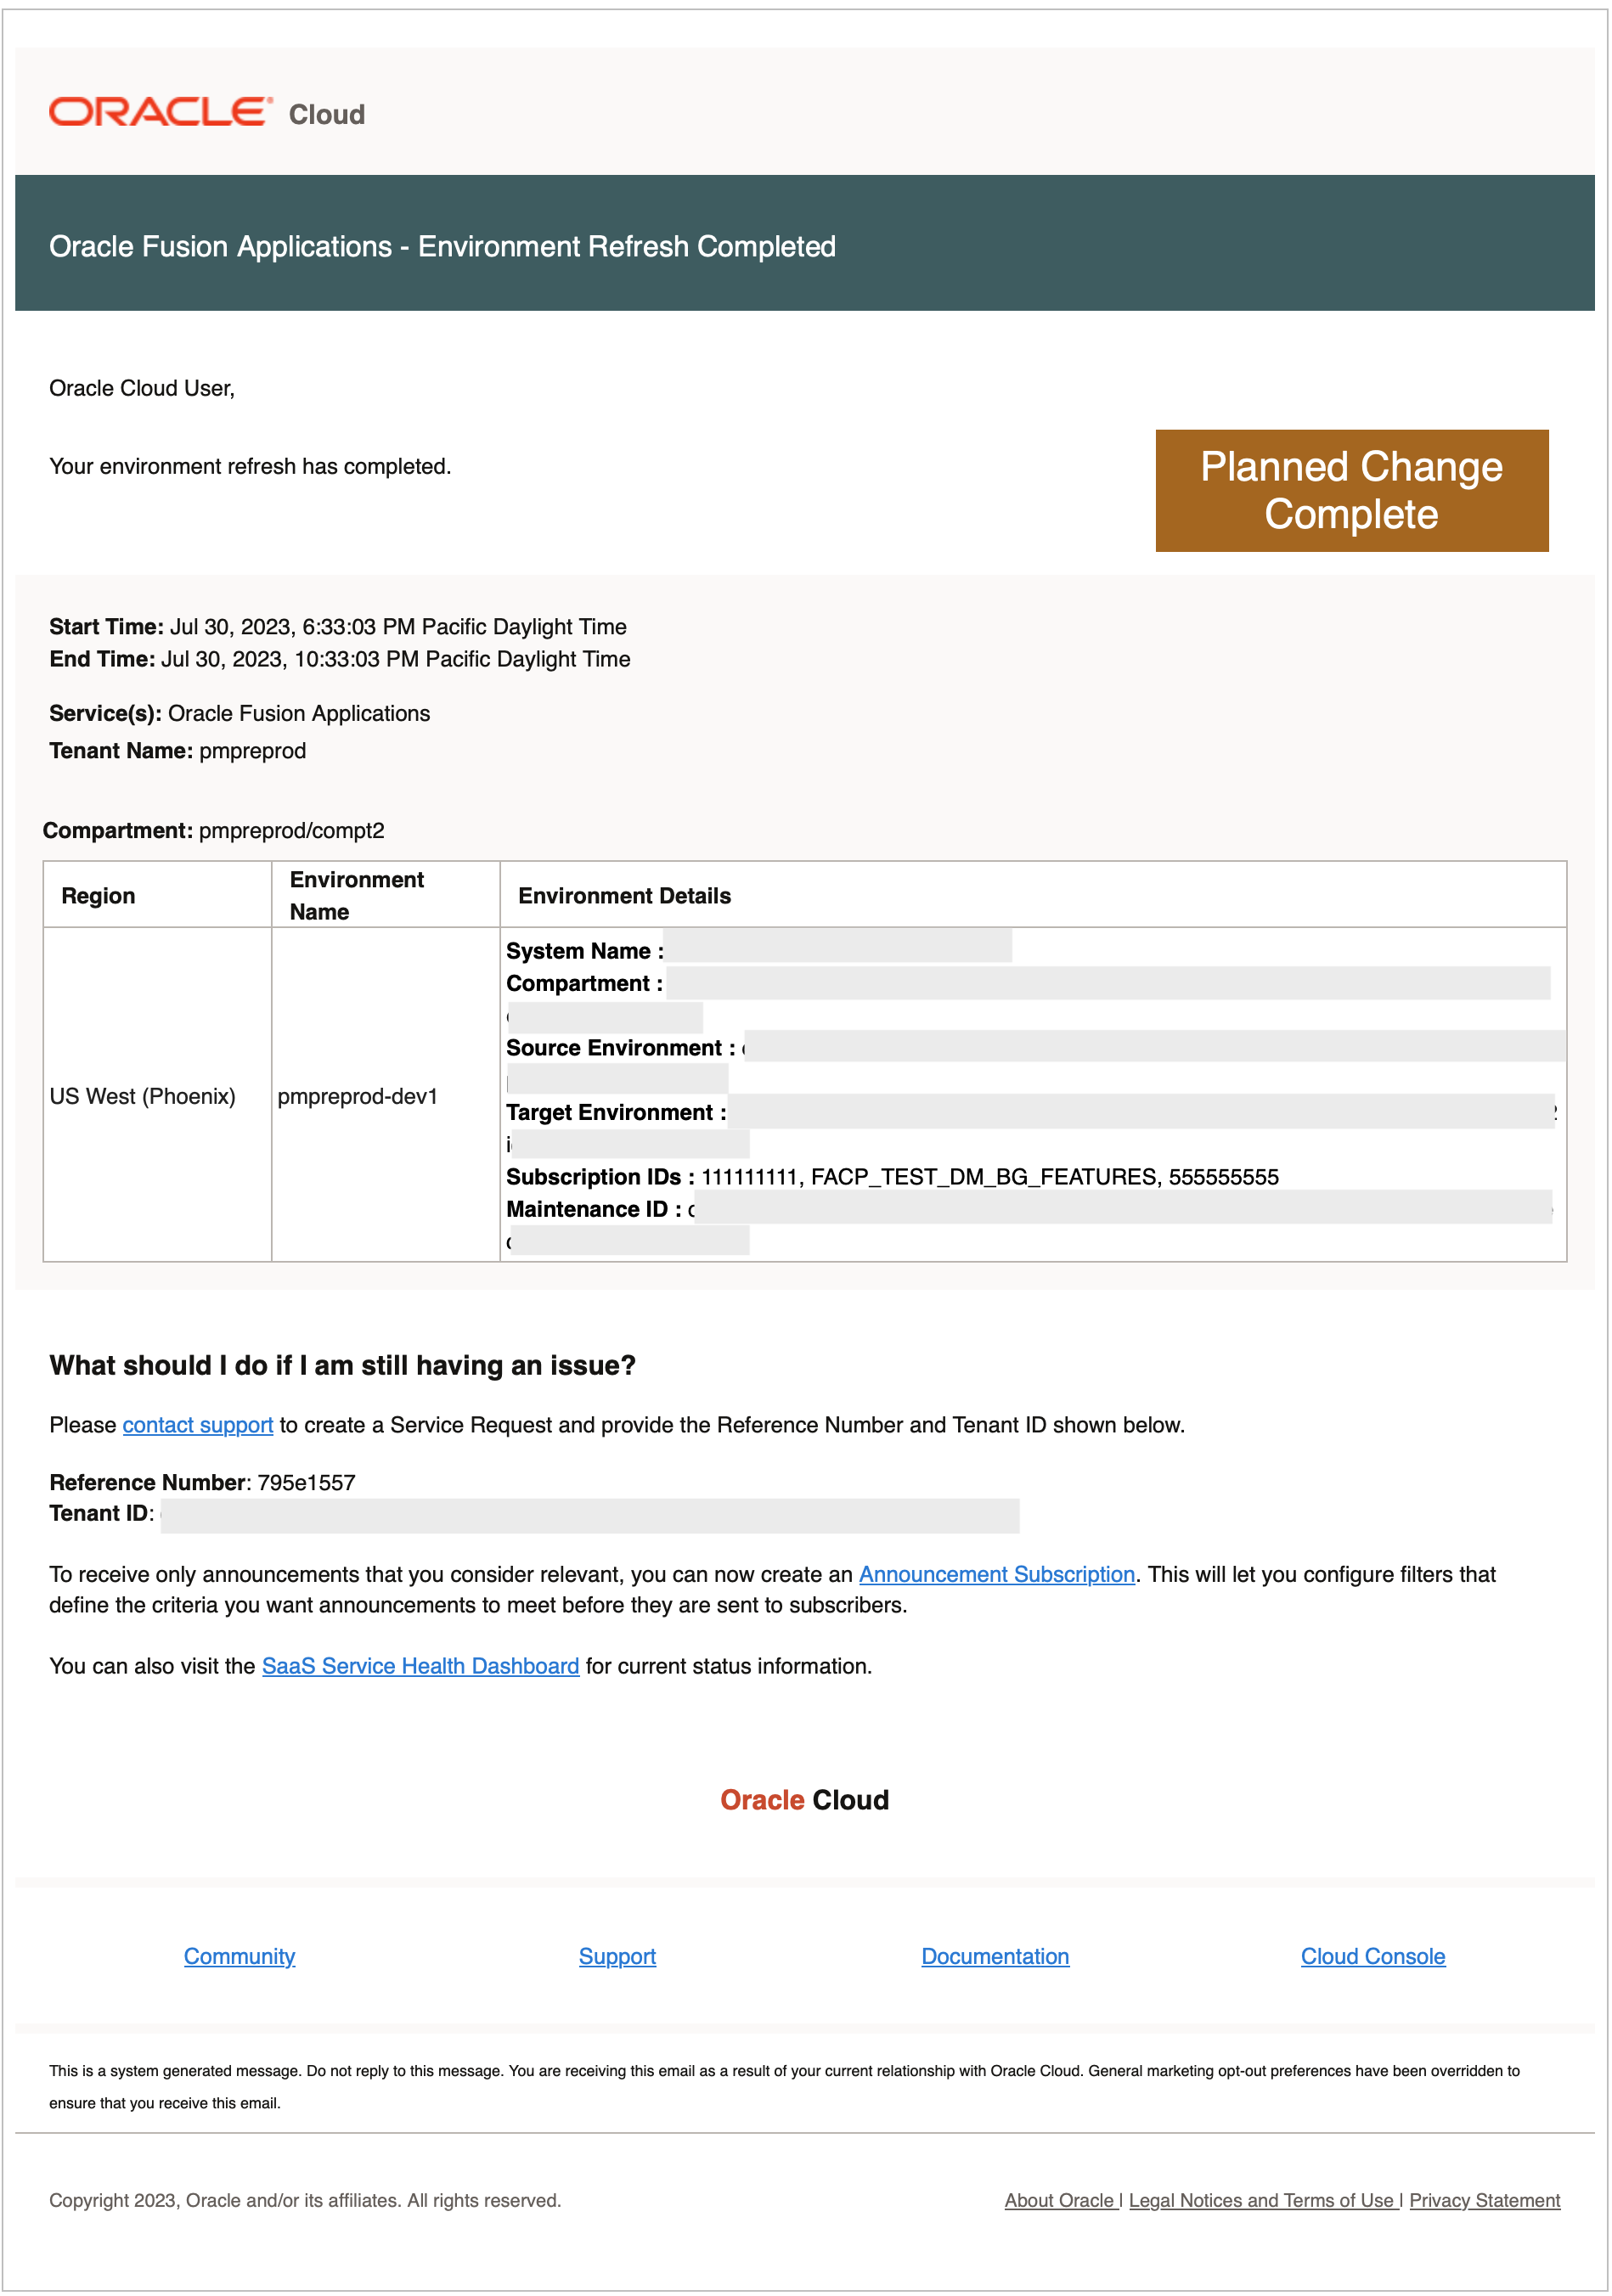 ORACLE® Cloud
Oracle Fusion Applications - Environment Refresh Completed
Oracle Cloud User,
Your environment refresh has completed.
Planned Change
Complete
Start Time: Jul 30, 2023, 6:33:03 PM Pacific Daylight Time
End Time: Jul 30, 2023, 10:33:03 PM Pacific Daylight Time
Service(s): Oracle Fusion Applications
Tenant Name: pmpreprod
Compartment: pmpreprod/compt2
Region
Environment
Name
Environment Details
US West (Phoenix)
pmpreprod-dev1
System Name :
Compartment :
Source Environment :
Target Environment :
Subscription IDs : 111111111, FACP_TEST_DM_BG_FEATURES, 555555555
Maintenance ID :
What should I do if I am still having an issue?
Please contact support to create a Service Request and provide the Reference Number and Tenant ID shown below.
Reference Number: 795e1557
Tenant ID:
To receive only announcements that you consider relevant, you can now create an Announcement Subscription. This will let you configure filters that
define the criteria you want announcements to meet before they are sent to subscribers.
You can also visit the SaaS Service Health Dashboard for current status information.
Oracle Cloud
Community
Support
Documentation
Cloud Console
This is a system generated message. Do not reply to this message. You are receiving this email as a result of your current relationship with Oracle Cloud. General marketing opt-out preferences have been overridden to
ensure that you receive this email.
Copyright 2023, Oracle and/or its affiliates. All rights reserved.
About Oracle | Legal Notices and Terms of Use | Privacy Statement